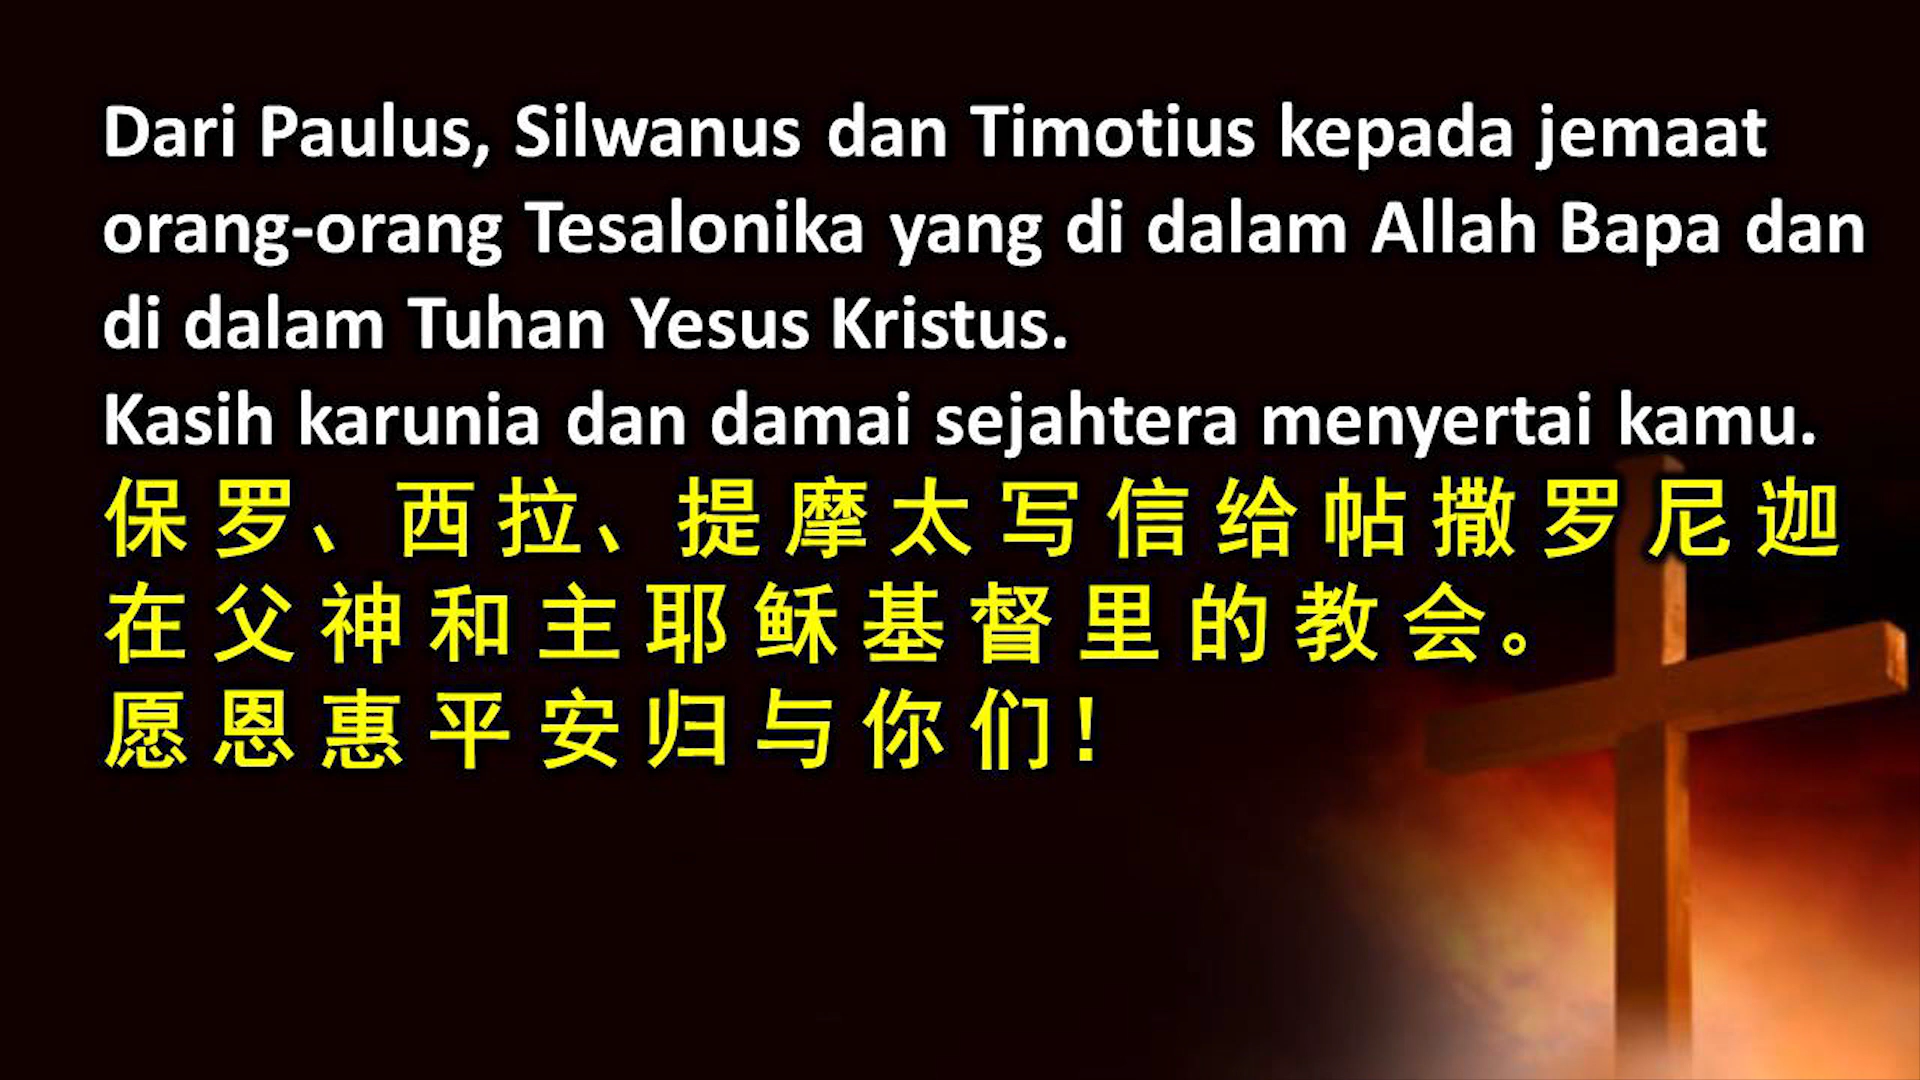 Dari Paulus, Silwanus dan Timotius kepada jemaat
orang-orang Tesalonika yang di dalam Allah Bapa dan
di dalam Tuhan Yesus Kristus.
Kasih karunia dan damai sejahtera menyertai kamu.
保 罗、西 拉、提 摩 太 写 信 给 帖 撒 罗 尼 迦
在 父 神 和 主 耶 稣 基 督 里 的 教 会。
愿 恩 惠 平 安 归 与 你 们!